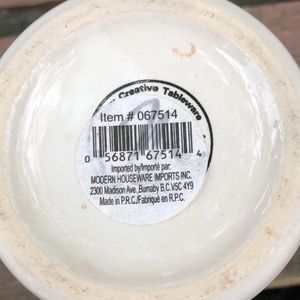 Creative Tableware
Item # 067514
0 56871 67514 4
Imported by/Importé par:
MODERN HOUSEWARE IMPORTS INC.
2300 Madison Ave.,Burnaby B.C.V5C 4Y9
Made in P.R.C./Fabriqué en R.P.C.